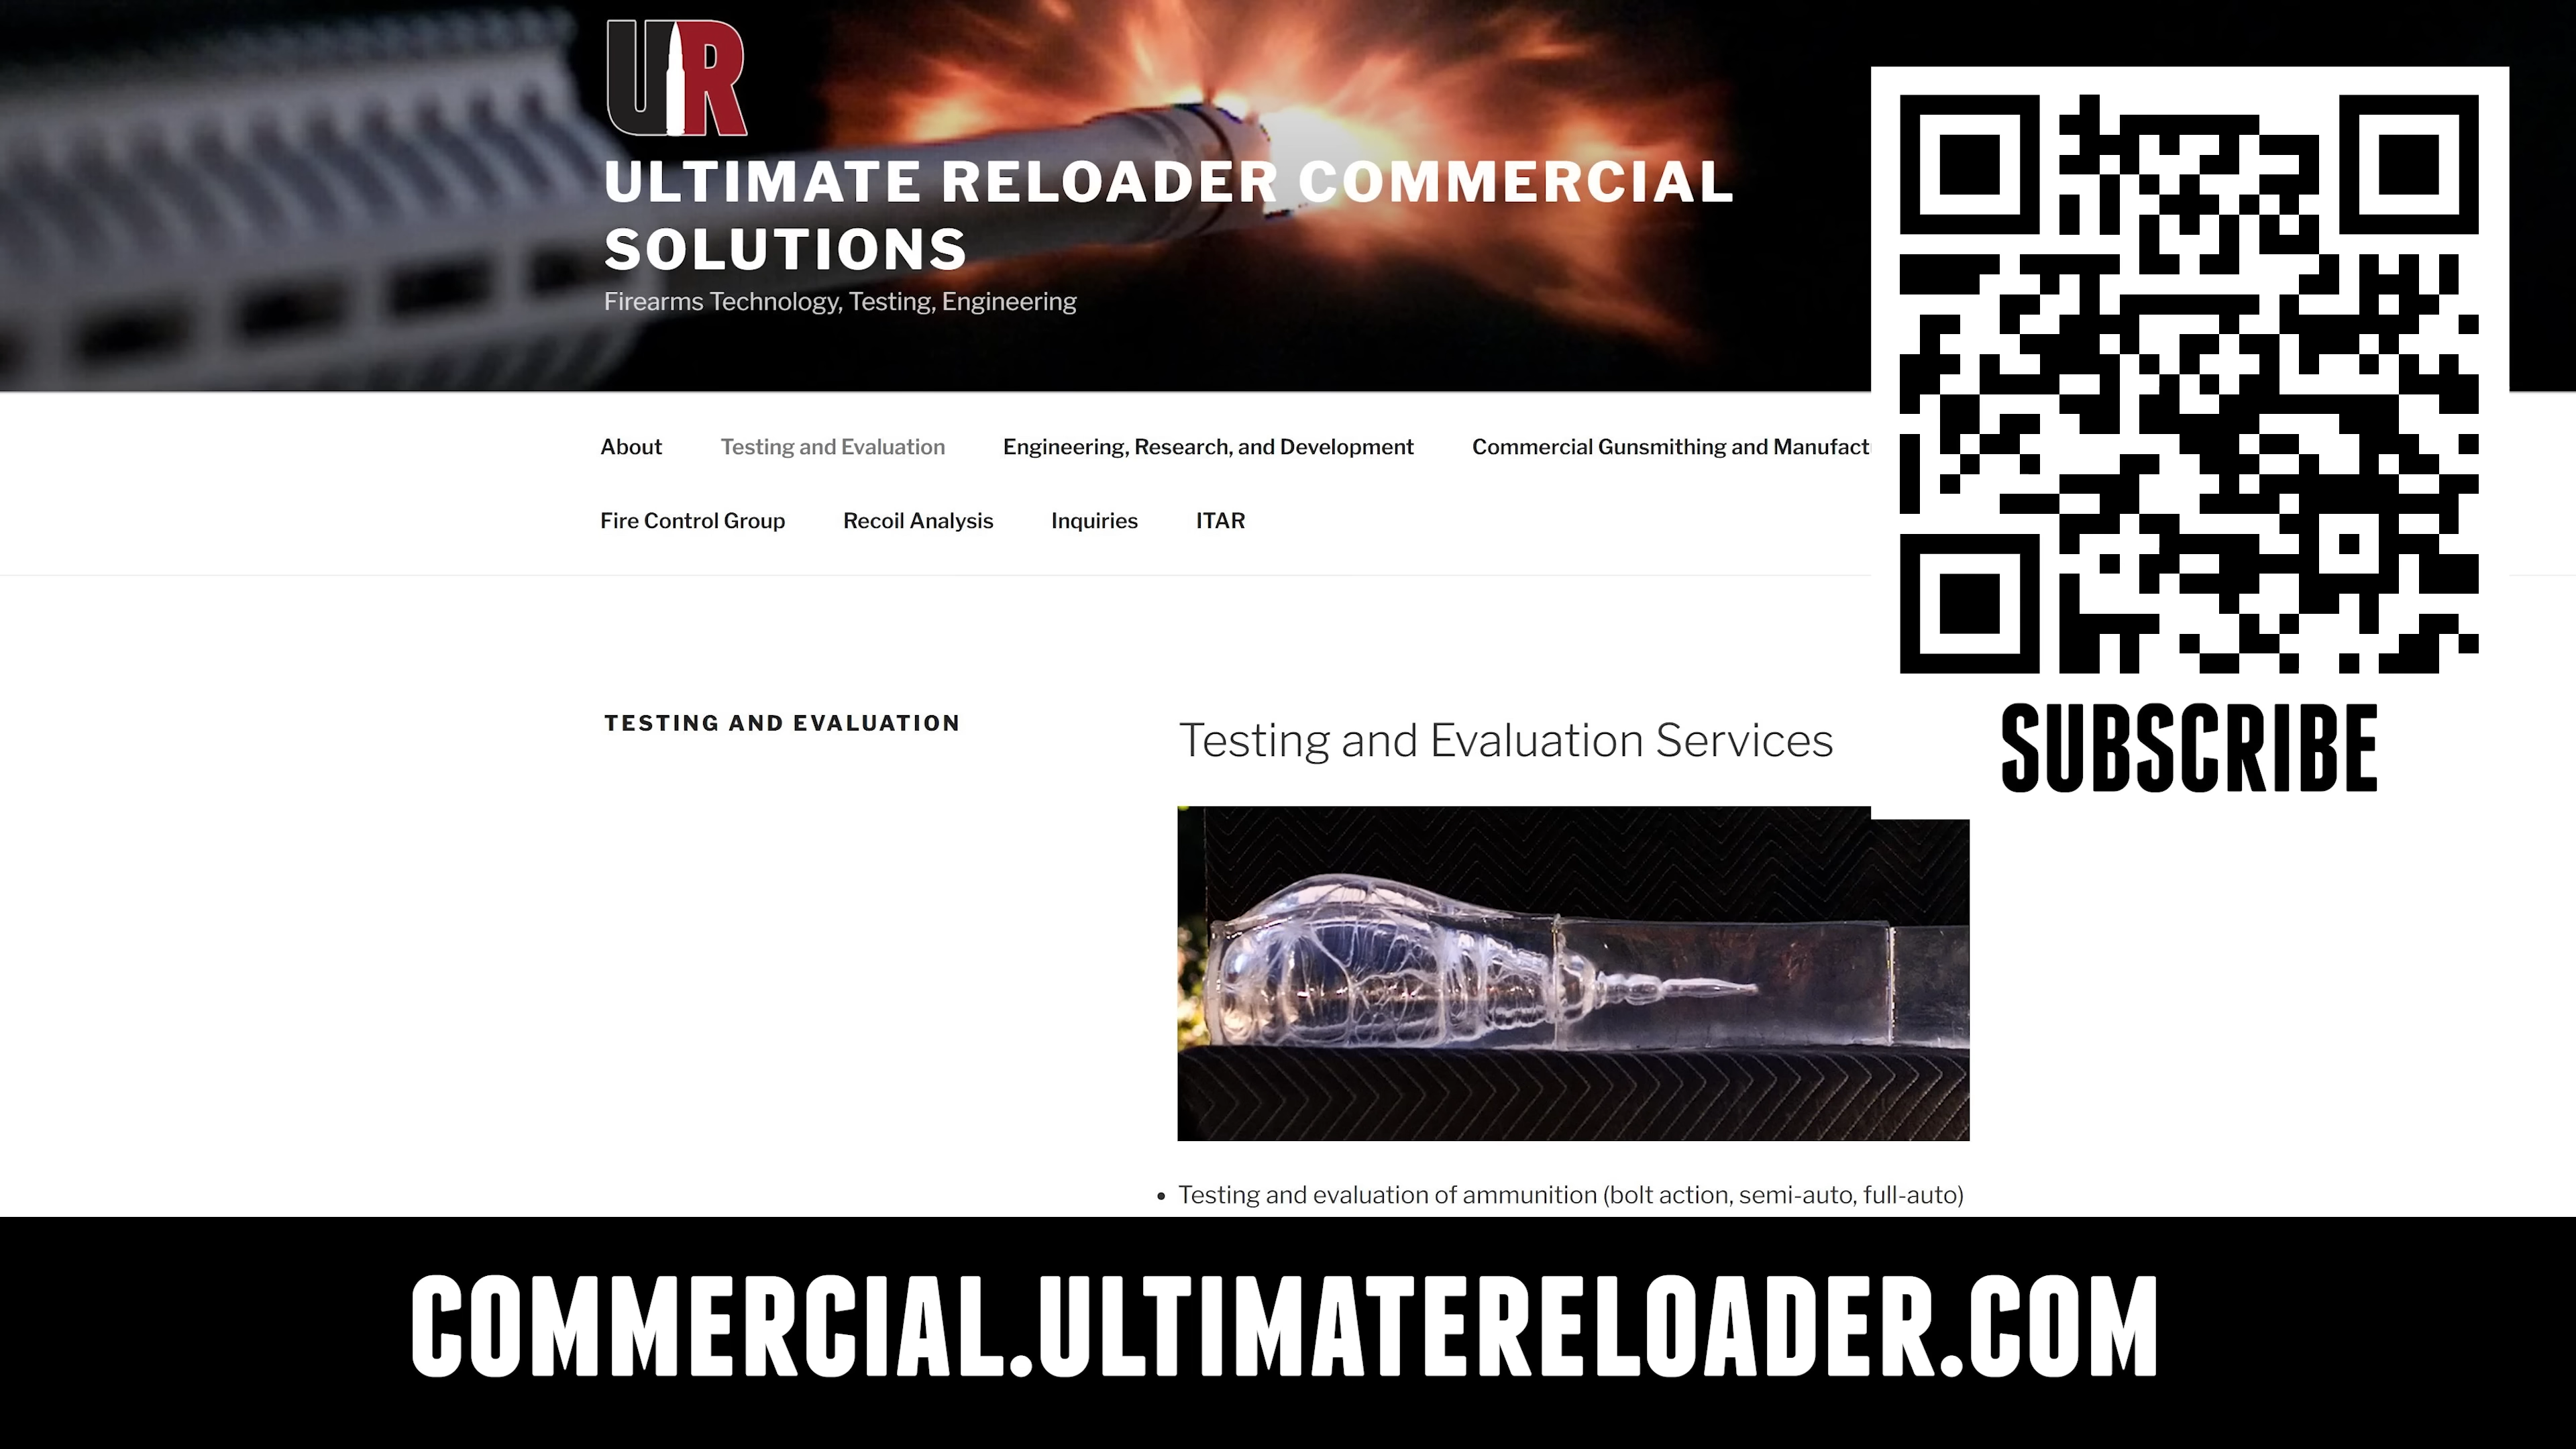 UR
ULTIMATE RELOADER COMMERCIAL
SOLUTIONS
Firearms Technology, Testing, Engineering
About Testing and Evaluation Engineering, Research, and Development Commercial Gunsmithing and
Fire Control Group Recoil Analysis Inquiries ITAR
SUBSCRIBE
TESTING AND EVALUATION
Testing and Evaluation Services
• Testing and evaluation of ammunition (bolt action, semi-auto, full-auto)
COMMERCIAL.ULTIMATERELOADER.COM